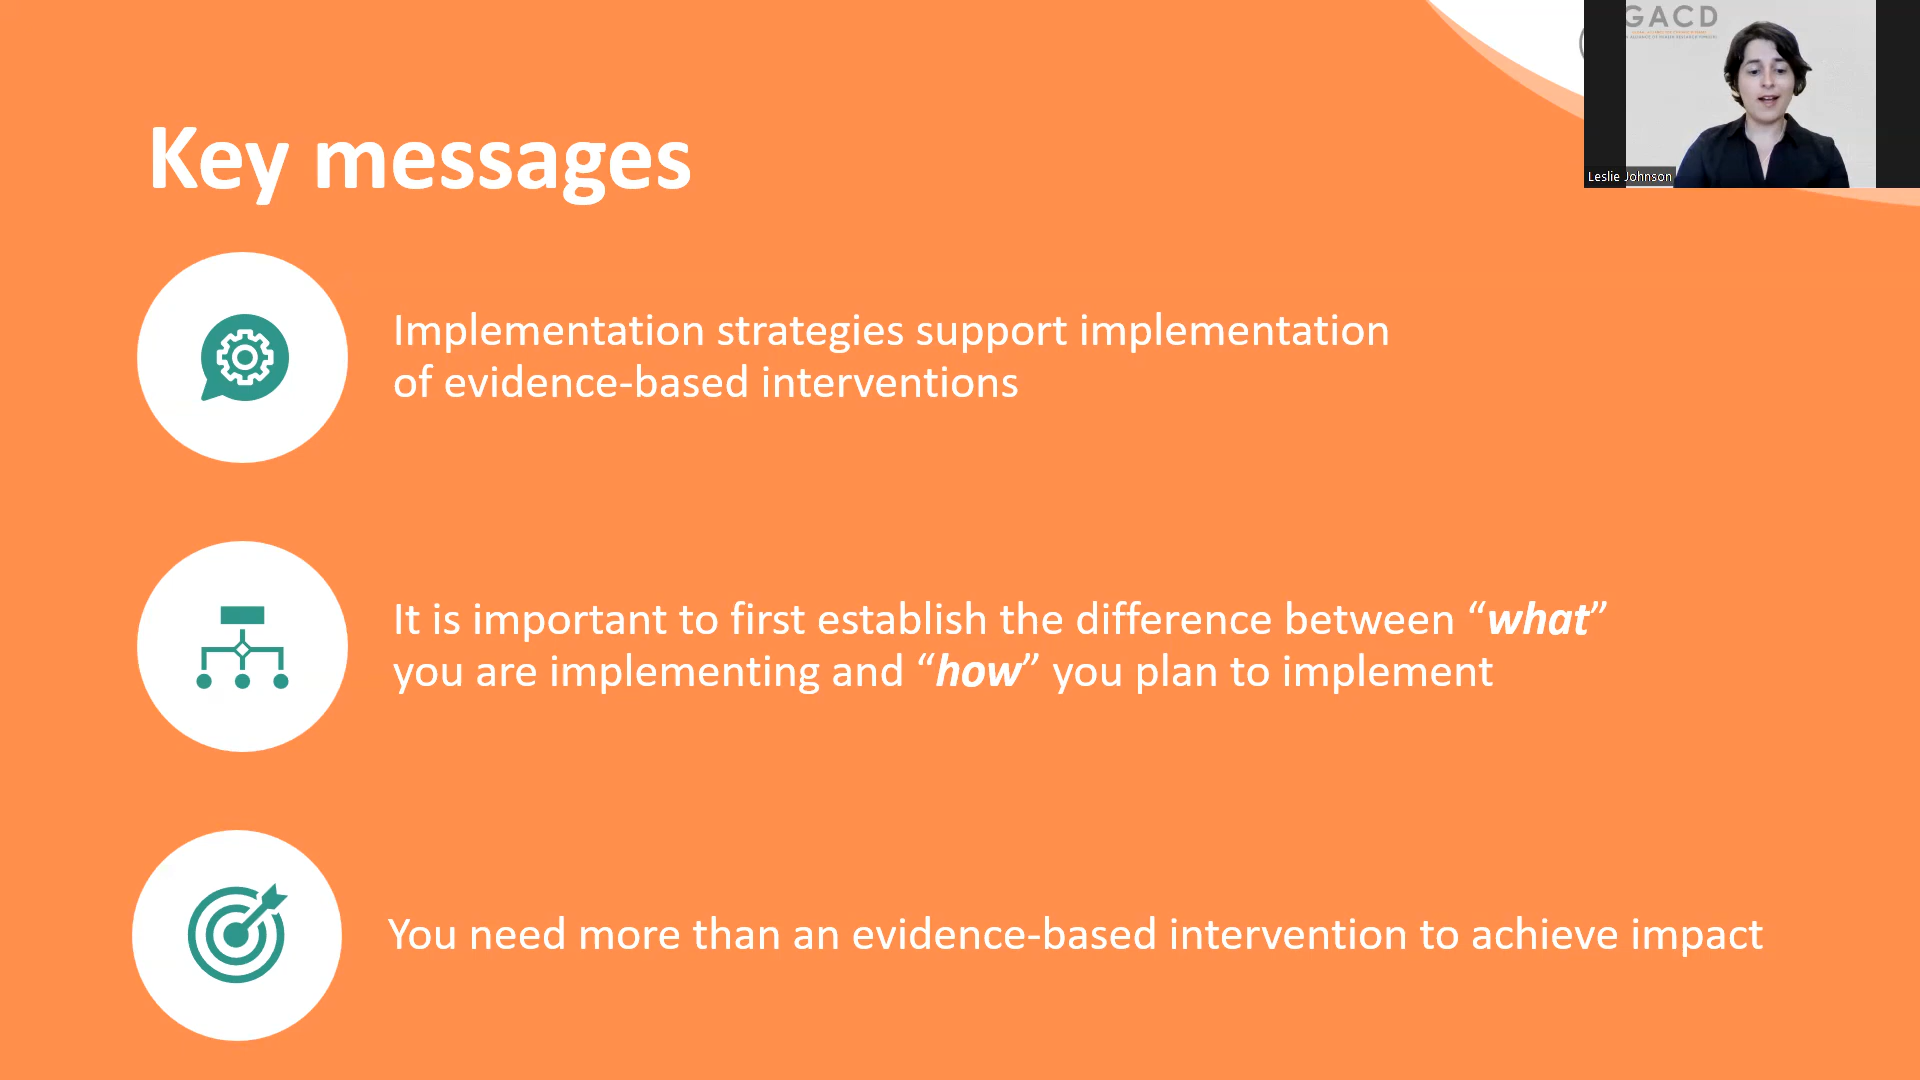 Key messages
GACD
Leslie Johnson
Implementation strategies support implementation
of evidence-based interventions
It is important to first establish the difference between “what”
you are implementing and “how” you plan to implement
You need more than an evidence-based intervention to achieve impact